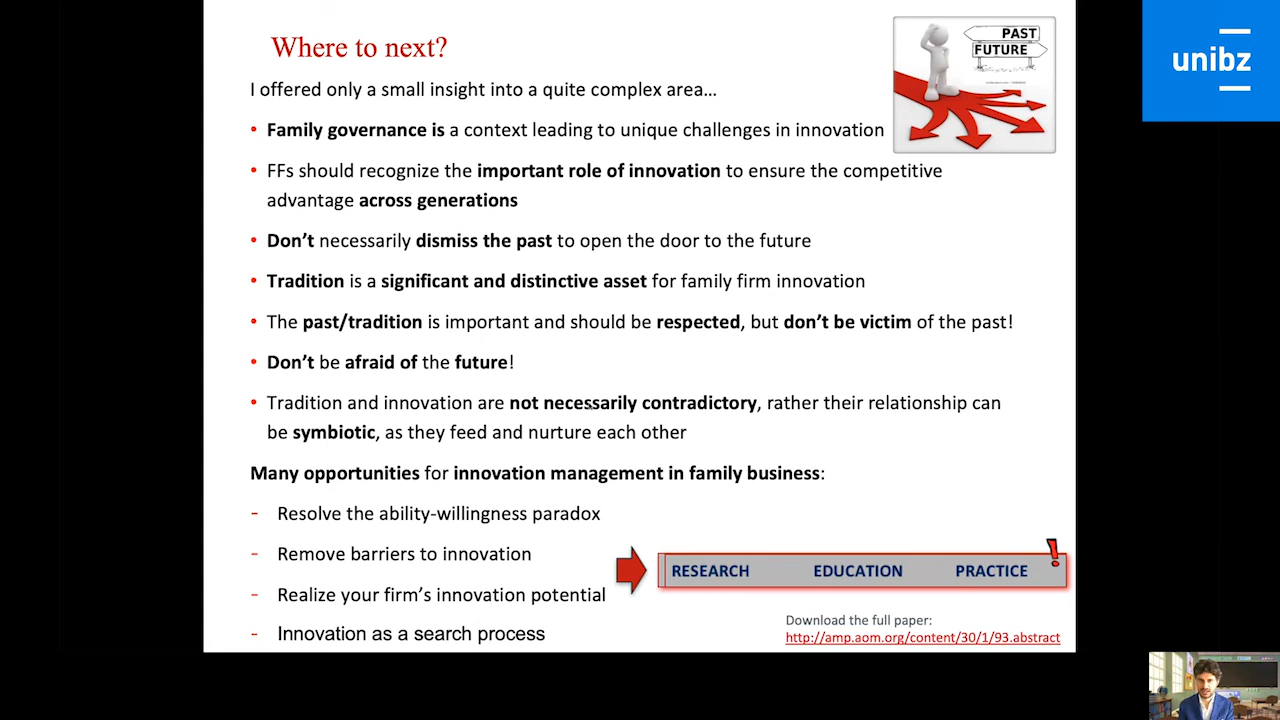 Where to next?
PAST
FUTURE
unibz
I offered only a small insight into a quite complex area…
• Family governance is a context leading to unique challenges in innovation
• FFs should recognize the important role of innovation to ensure the competitive
advantage across generations
• Don't necessarily dismiss the past to open the door to the future
• Tradition is a significant and distinctive asset for family firm innovation
• The past/tradition is important and should be respected, but don't be victim of the past!
• Don't be afraid of the future!
• Tradition and innovation are not necessarily contradictory, rather their relationship can
be symbiotic, as they feed and nurture each other
Many opportunities for innovation management in family business:
- Resolve the ability-willingness paradox
- Remove barriers to innovation
- Realize your firm's innovation potential
- Innovation as a search process
RESEARCH EDUCATION PRACTICE !
Download the full paper:
http://amp.aom.org/content/30/1/93.abstract